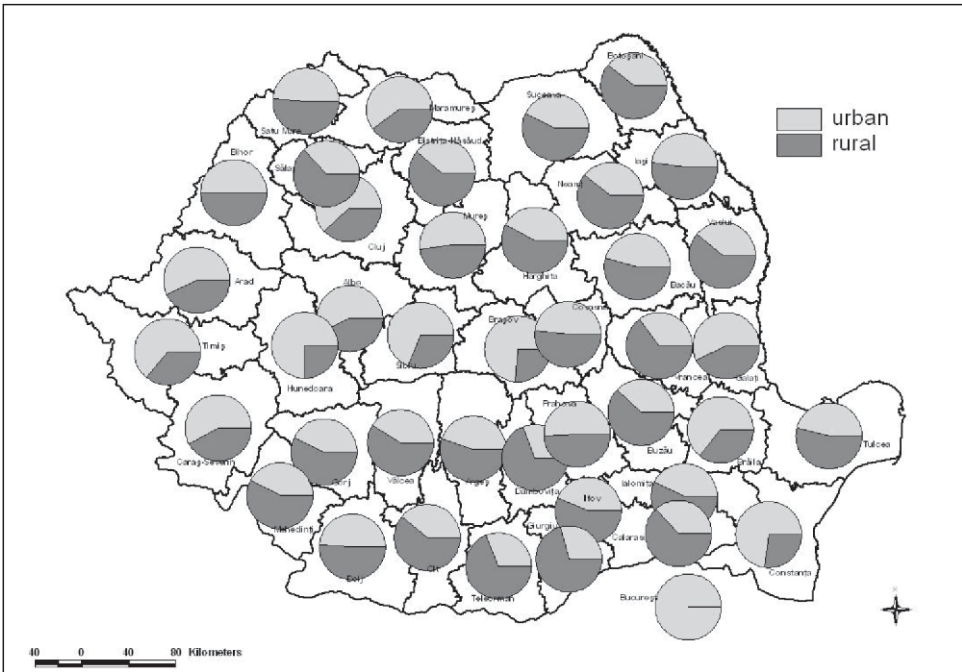 Botoşani
Suceava
urban
rural
Satu Mare
Maramureş
Bistriţa-Năsăud
Iaşi
Bihor
Sălaj
Neamţ
Mureş
Vaslui
Cluj
Harghita
Bacău
Arad
Alba
Covasna
Braşov
Timiş
Sibiu
Vrancea
Galaţi
Hunedoara
Prahova
Tulcea
Caraş-Severin
Buzău
Brăila
Gorj
Vâlcea
Argeş
Dâmboviţa
Ialomiţa
Ilfov
Mehedinţi
Giurgiu
Calaraşi
Constanţa
Dolj
Olt
Teleorman
Bucureşti
40 0 40 80 Kilometers